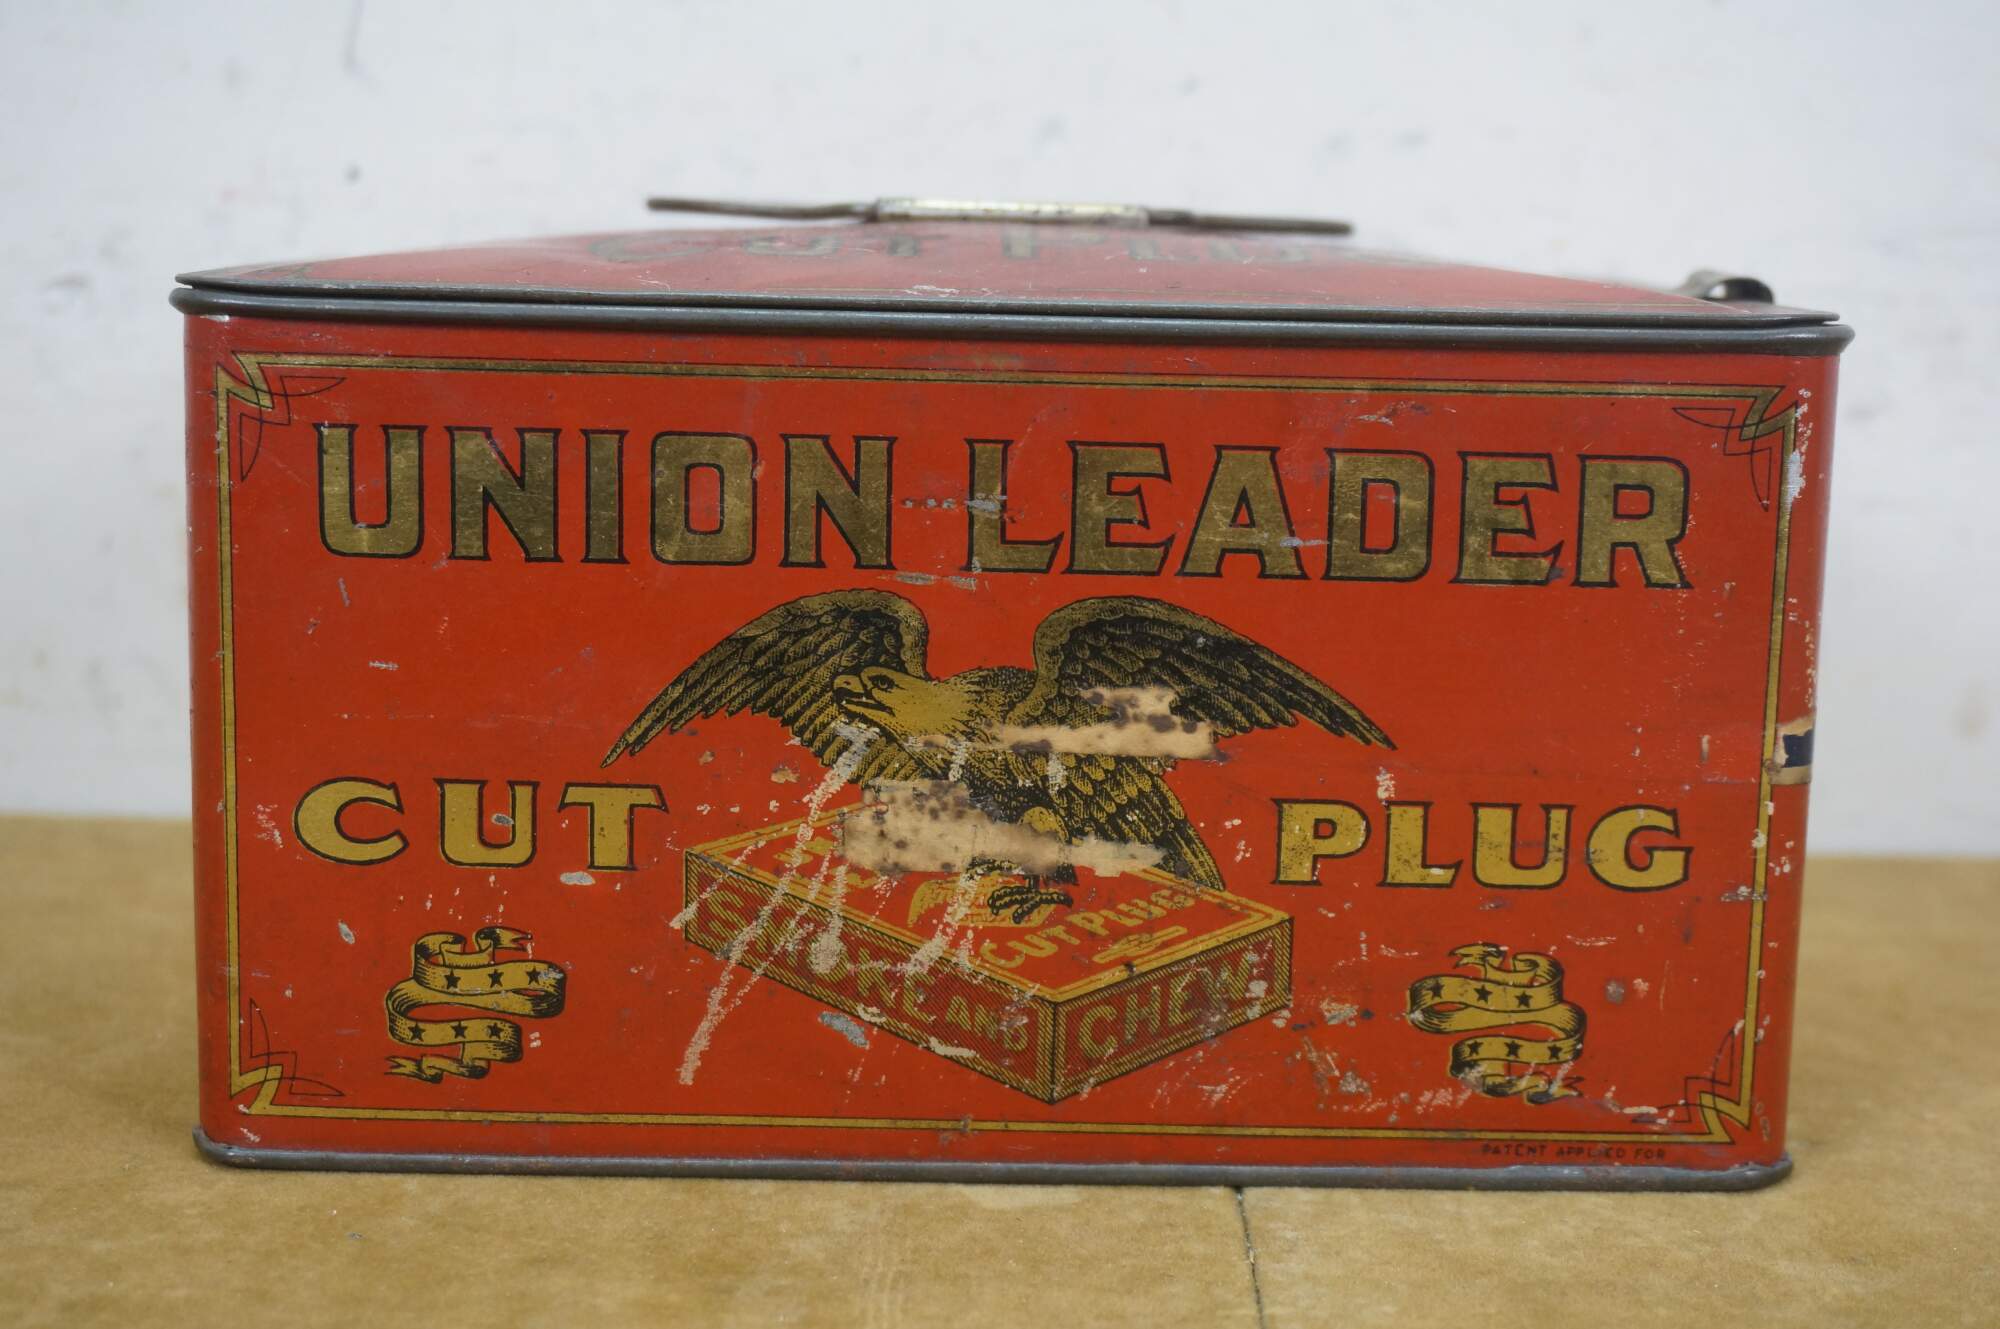 CUT PLUG
UNION LEADER
CUT PLUG
CUT PLUG
SMOKE AND CHEW
PATENT APPLIED FOR